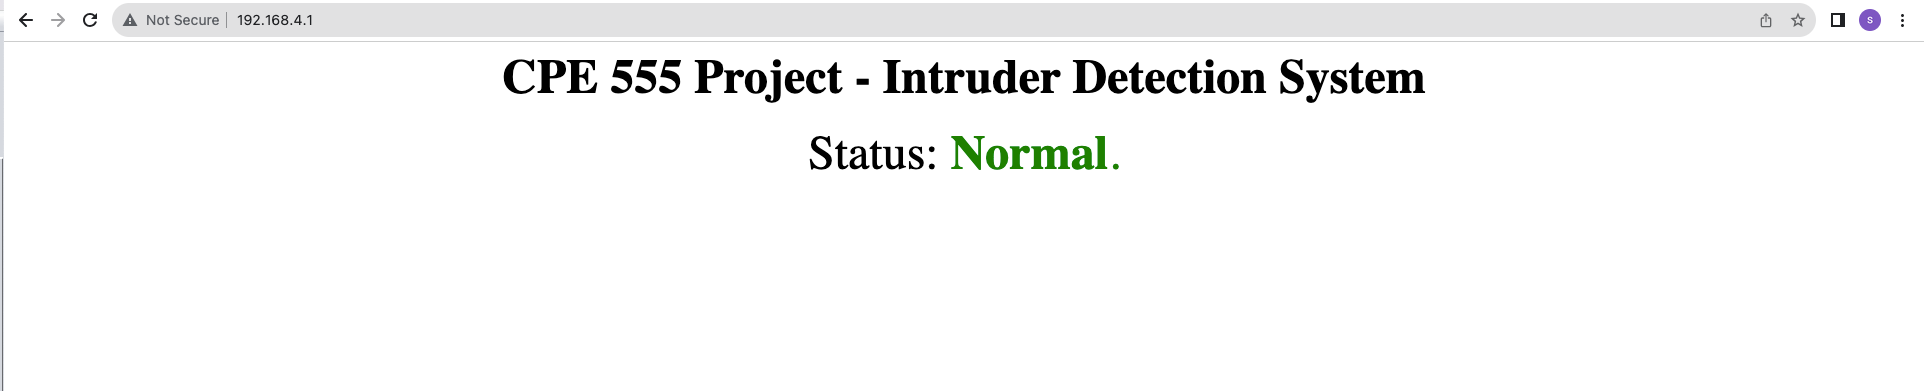 Not Secure 192.168.4.1 s
CPE 555 Project - Intruder Detection System
Status: Normal.